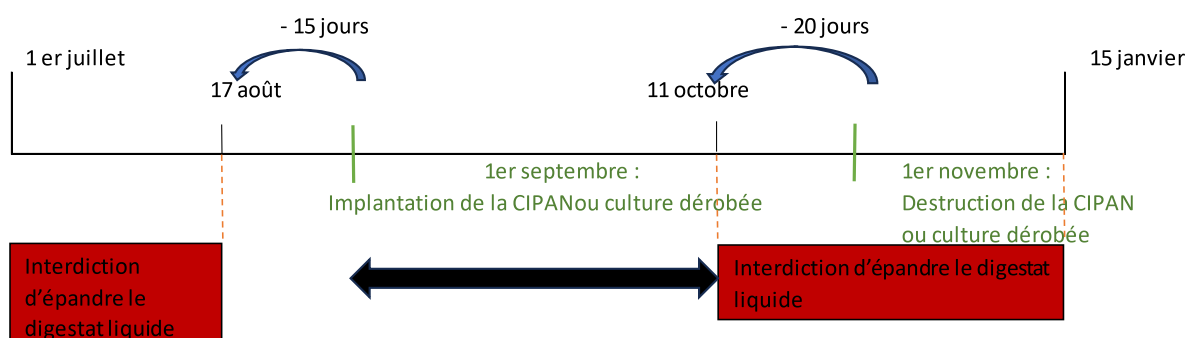 - 15 jours
- 20 jours
1 er juillet
15 janvier
17 août
11 octobre
1er septembre :
Implantation de la CIPANou culture dérobée
1er novembre :
Destruction de la CIPAN
ou culture dérobée
Interdiction
d'épandre le
digestat liquide
Interdiction d'épandre le digestat
liquide